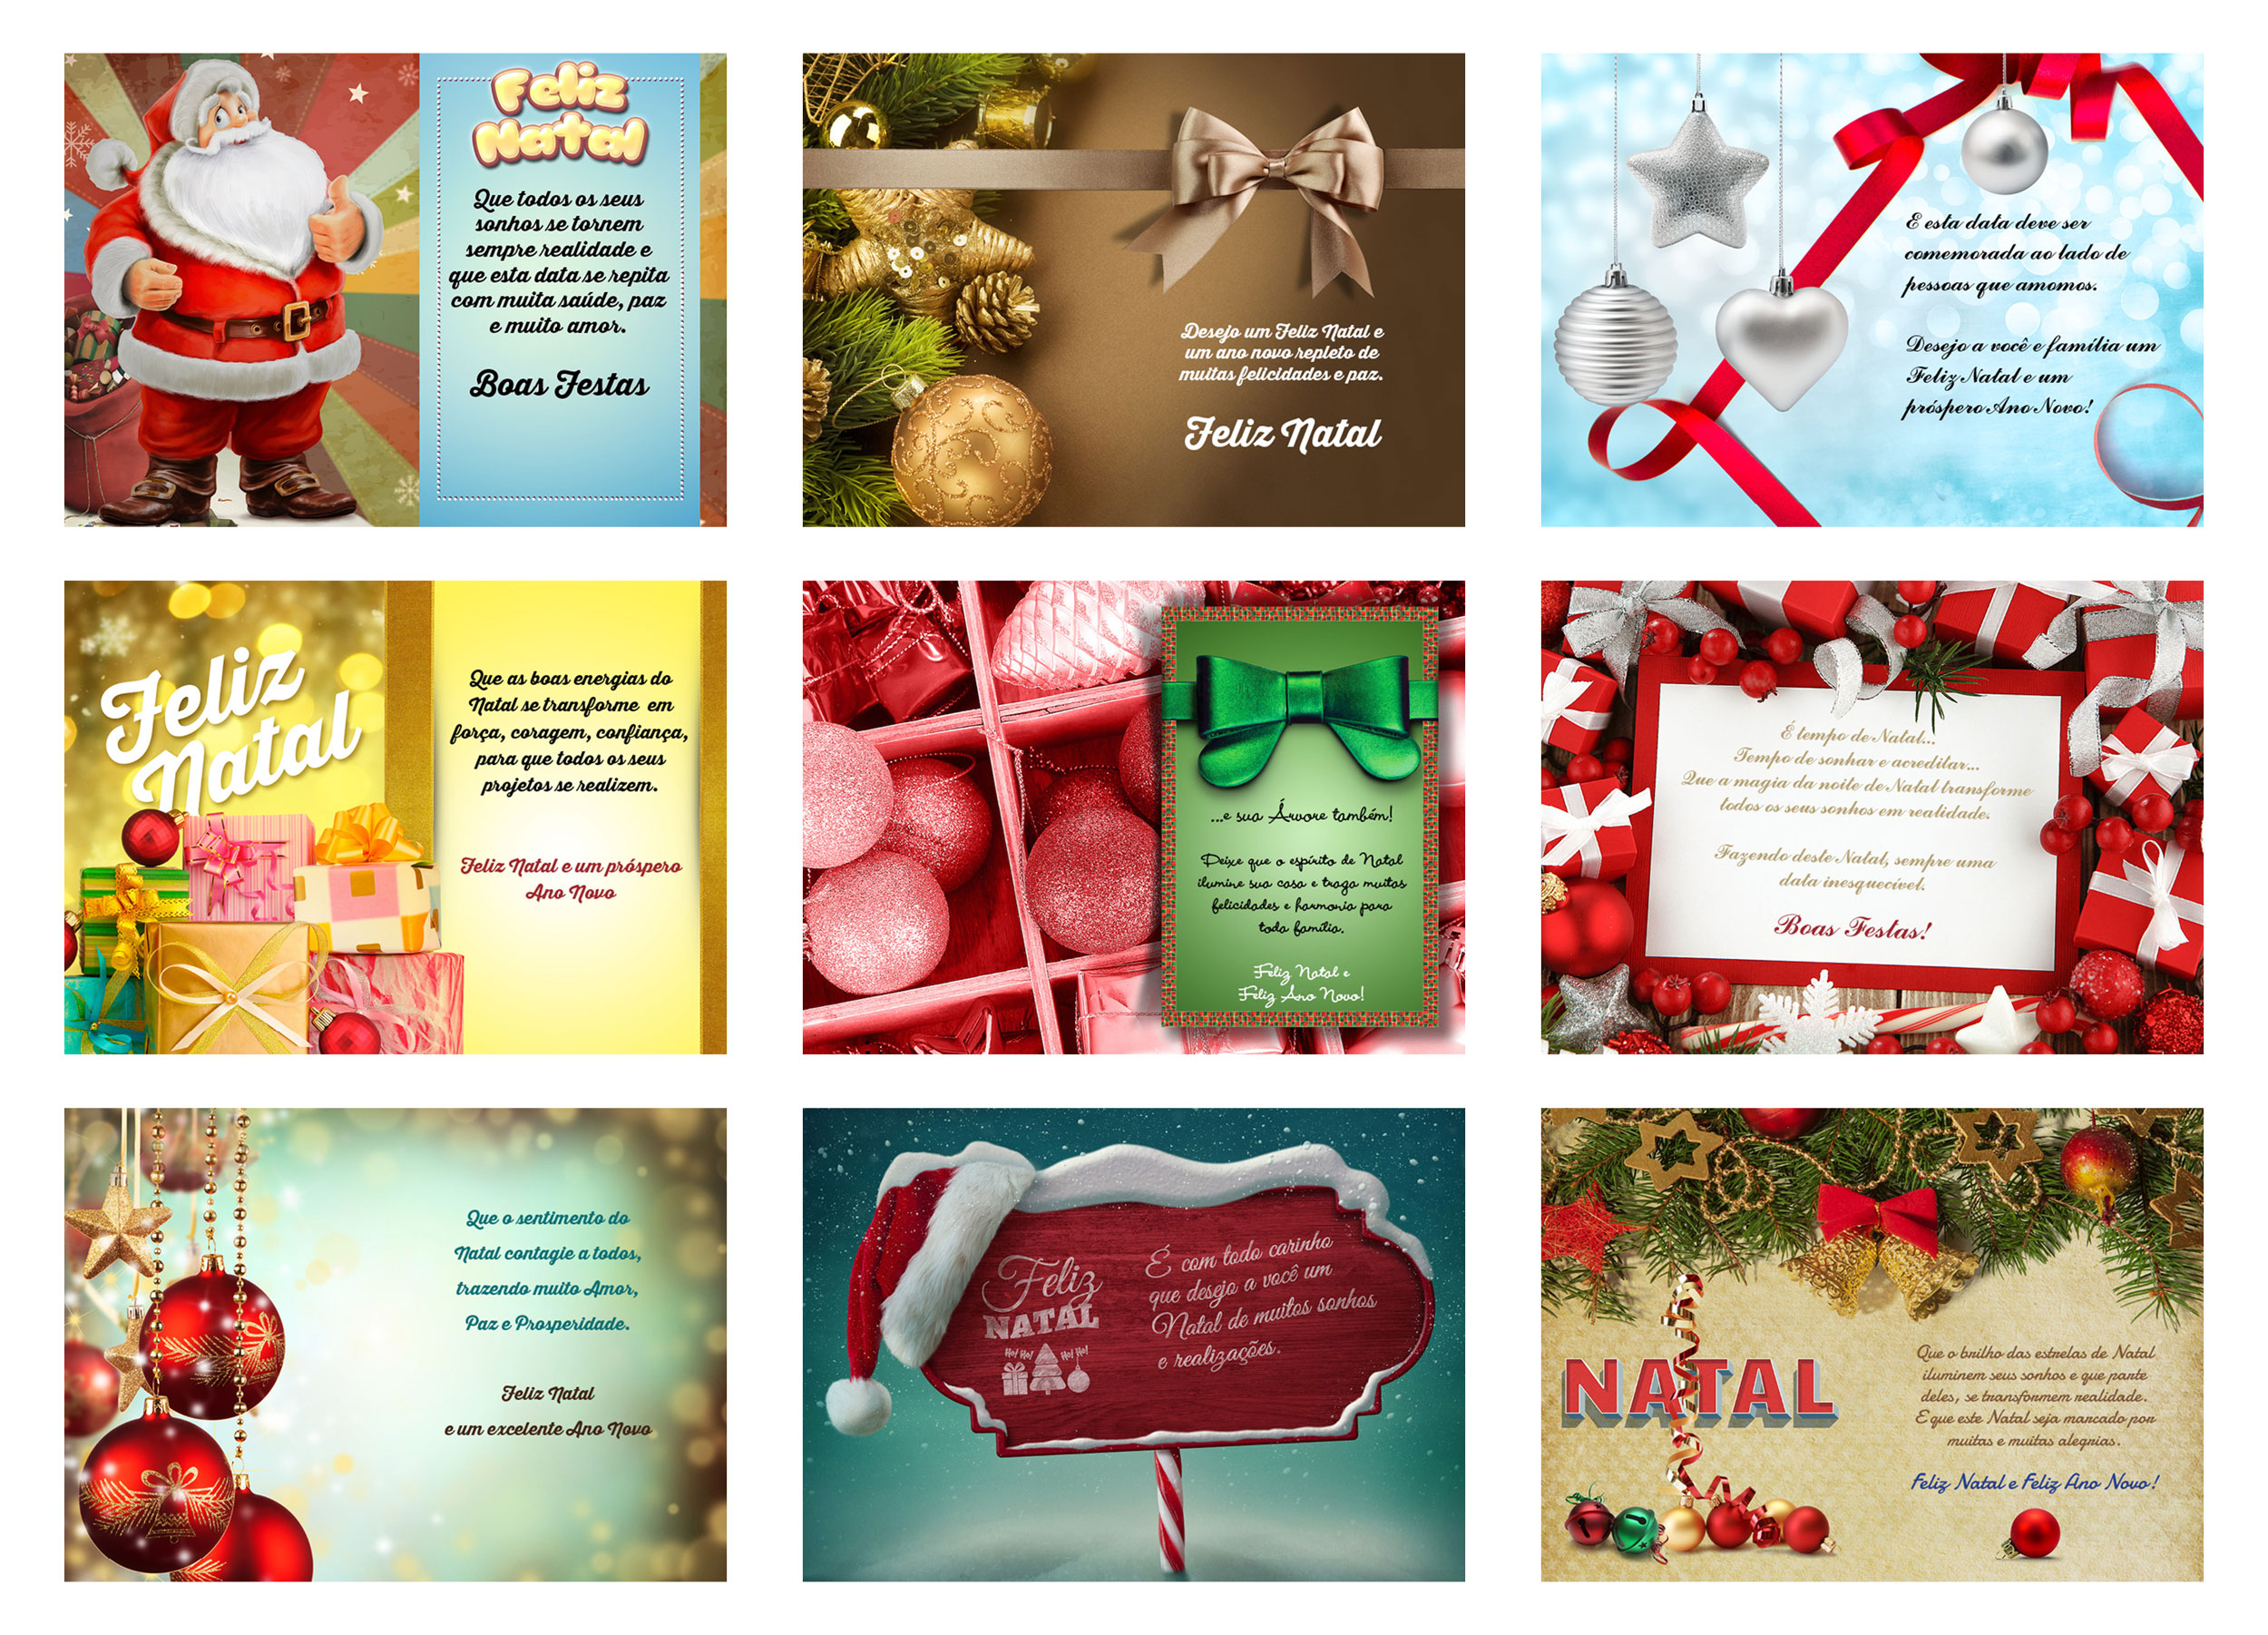 Feliz
Natal
Que todos os seus
sonhos se tornem
sempre realidade e
que esta data se repita
com muita saúde, paz
e muito amor.
Boas Festas
Desejo um Feliz Natal e
um ano novo repleto de
muitas felicidades e paz.
Feliz Natal
E esta data deve ser
comemorada ao lado de
pessoas que amomos.
Desejo a você e família um
Feliz Natal e um
próspero Ano Novo!
Feliz
Natal
Que as boas energias do
Natal se transforme em
força, coragem, confiança,
para que todos os seus
projetos se realizem.
Feliz Natal e um próspero
Ano Novo
...e sua Árvore também!
Deixe que o espírito de Natal
ilumine sua casa e traga muitas
felicidades e harmonia para
toda família.
Feliz Natal e
Feliz Ano Novo!
É tempo de Natal...
Tempo de sonhar e acreditar...
Que a magia da noite de Natal transforme
todos os seus sonhos em realidade.
Fazendo deste Natal, sempre uma
data inesquecível.
Boas Festas!
Que o sentimento do
Natal contagie a todos,
trazendo muito Amor,
Paz e Prosperidade.
Feliz Natal
e um excelente Ano Novo
Feliz
NATAL
Ho! Ho! Ho! Ho!
É com todo carinho
que desejo a você um
Natal de muitos sonhos
e realizações.
NATAL
Que o brilho das estrelas de Natal
iluminem seus sonhos e que parte
deles, se transformem realidade.
E que este Natal seja marcado por
muitas e muitas alegrias.
Feliz Natal e Feliz Ano Novo!